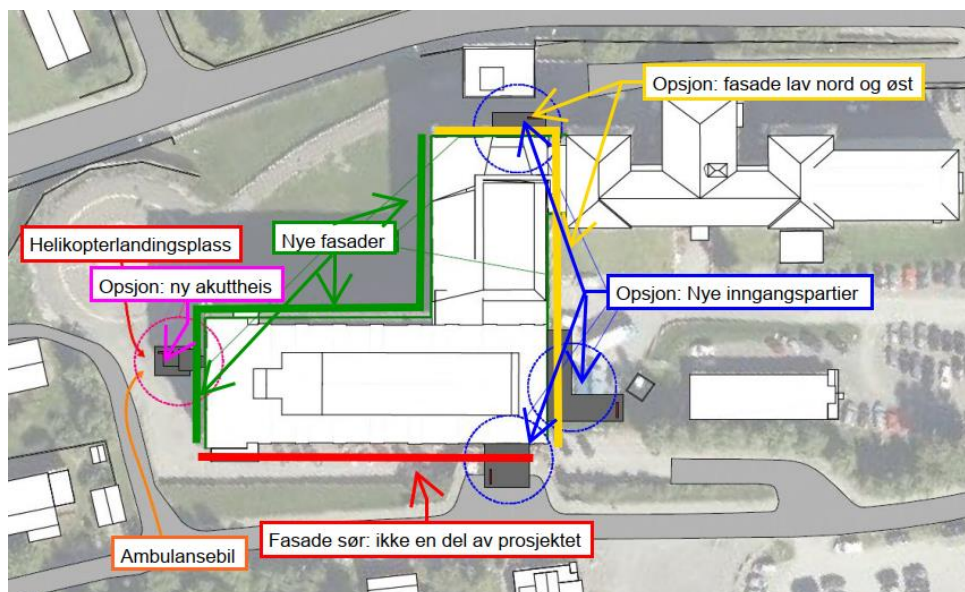 Opsjon: fasade lav nord og øst
Helikopterlandingsplass
Nye fasader
Opsjon: ny akuttheis
Opsjon: Nye inngangspartier
Fasade sør: ikke en del av prosjektet
Ambulansebil